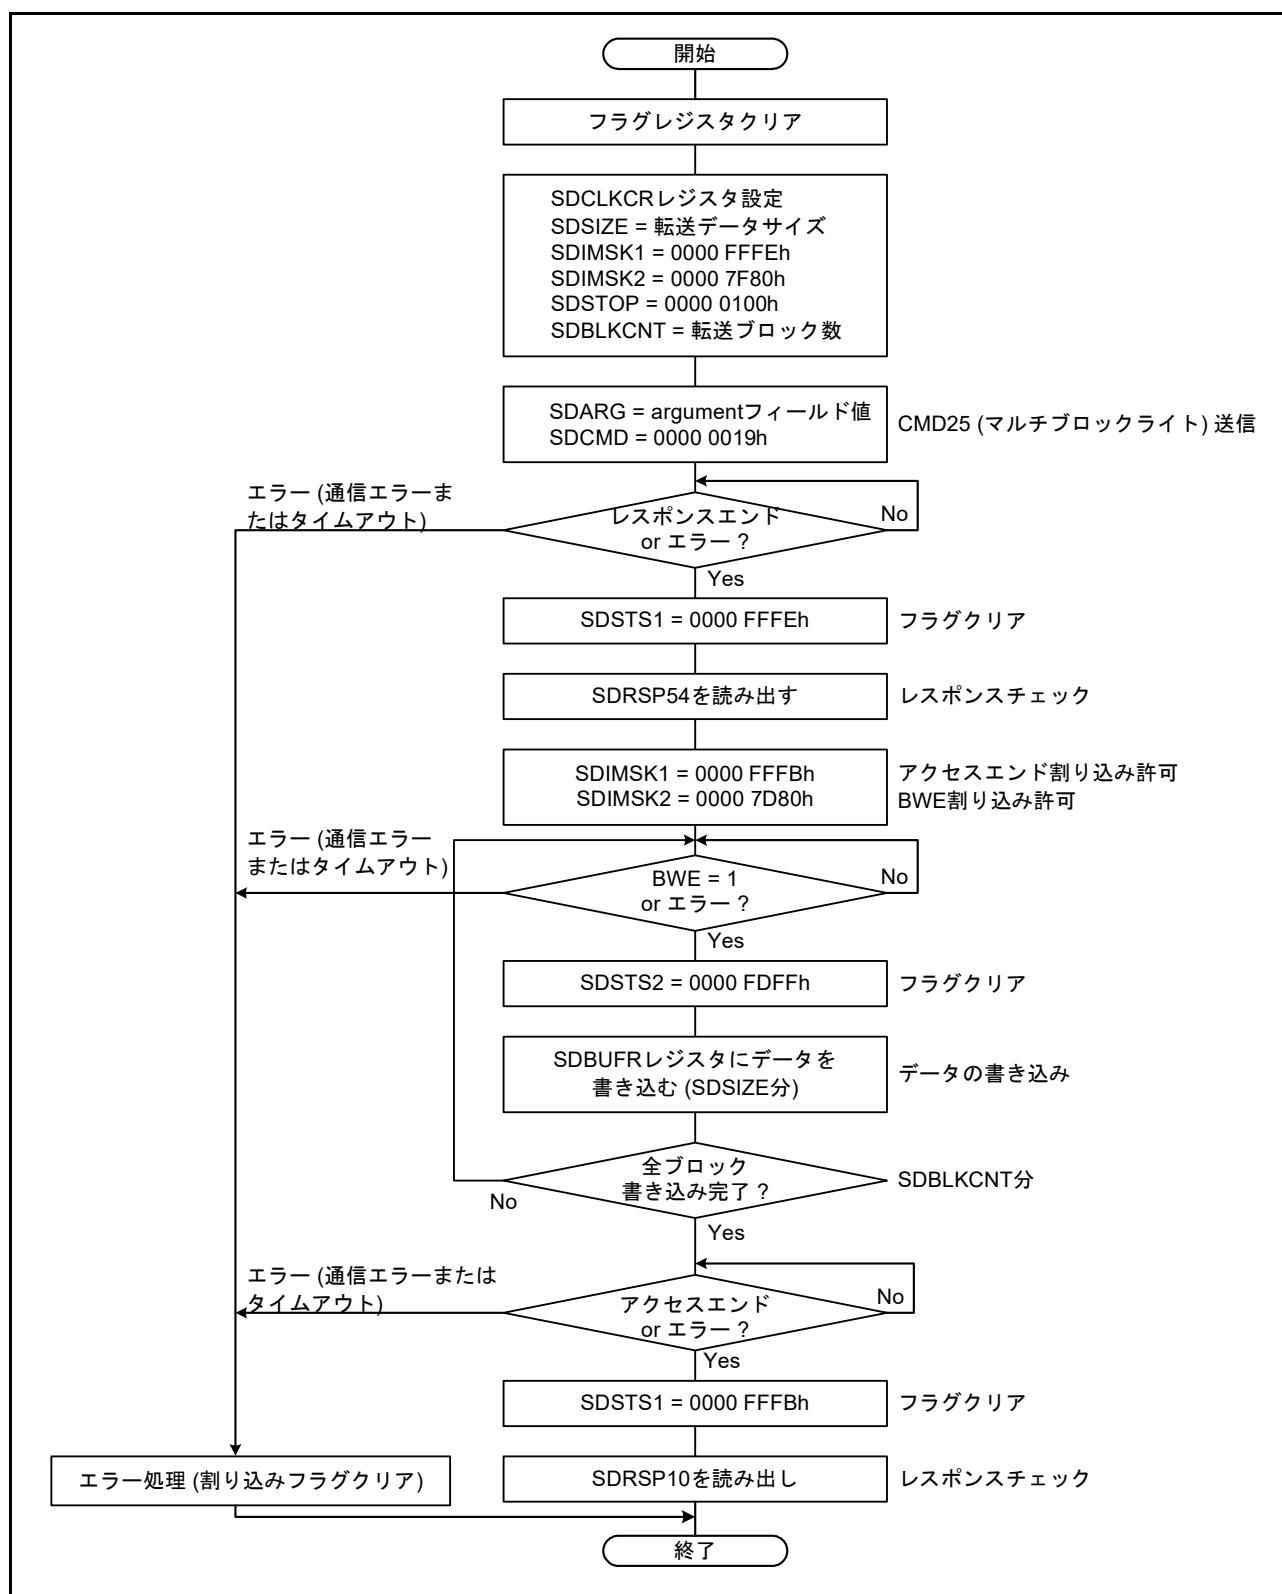 開始
フラグレジスタクリア
SDCLKCRレジスタ設定
SDSIZE = 転送データサイズ
SDIMSK1 = 0000 FFFEh
SDIMSK2 = 0000 7F80h
SDSTOP = 0000 0100h
SDBLKCNT = 転送ブロック数
SDARG = argumentフィールド値
SDCMD = 0000 0019h
CMD25 (マルチブロックライト) 送信
エラー (通信エラーま
たはタイムアウト)
レスポンスエンド
or エラー ?
No
Yes
SDSTS1 = 0000 FFFEh
フラグクリア
SDRSP54を読み出す
レスポンスチェック
SDIMSK1 = 0000 FFFBh
SDIMSK2 = 0000 7D80h
アクセスエンド割り込み許可
BWE割り込み許可
エラー (通信エラー
またはタイムアウト)
BWE = 1
or エラー ?
No
Yes
SDSTS2 = 0000 FDFFh
フラグクリア
SDBUFRレジスタにデータを
書き込む (SDSIZE分)
データの書き込み
全ブロック
書き込み完了 ?
SDBLKCNT分
No
Yes
エラー (通信エラーまたは
タイムアウト)
アクセスエンド
or エラー ?
No
Yes
SDSTS1 = 0000 FFFBh
フラグクリア
エラー処理 (割り込みフラグクリア)
SDRSP10を読み出し
レスポンスチェック
終了